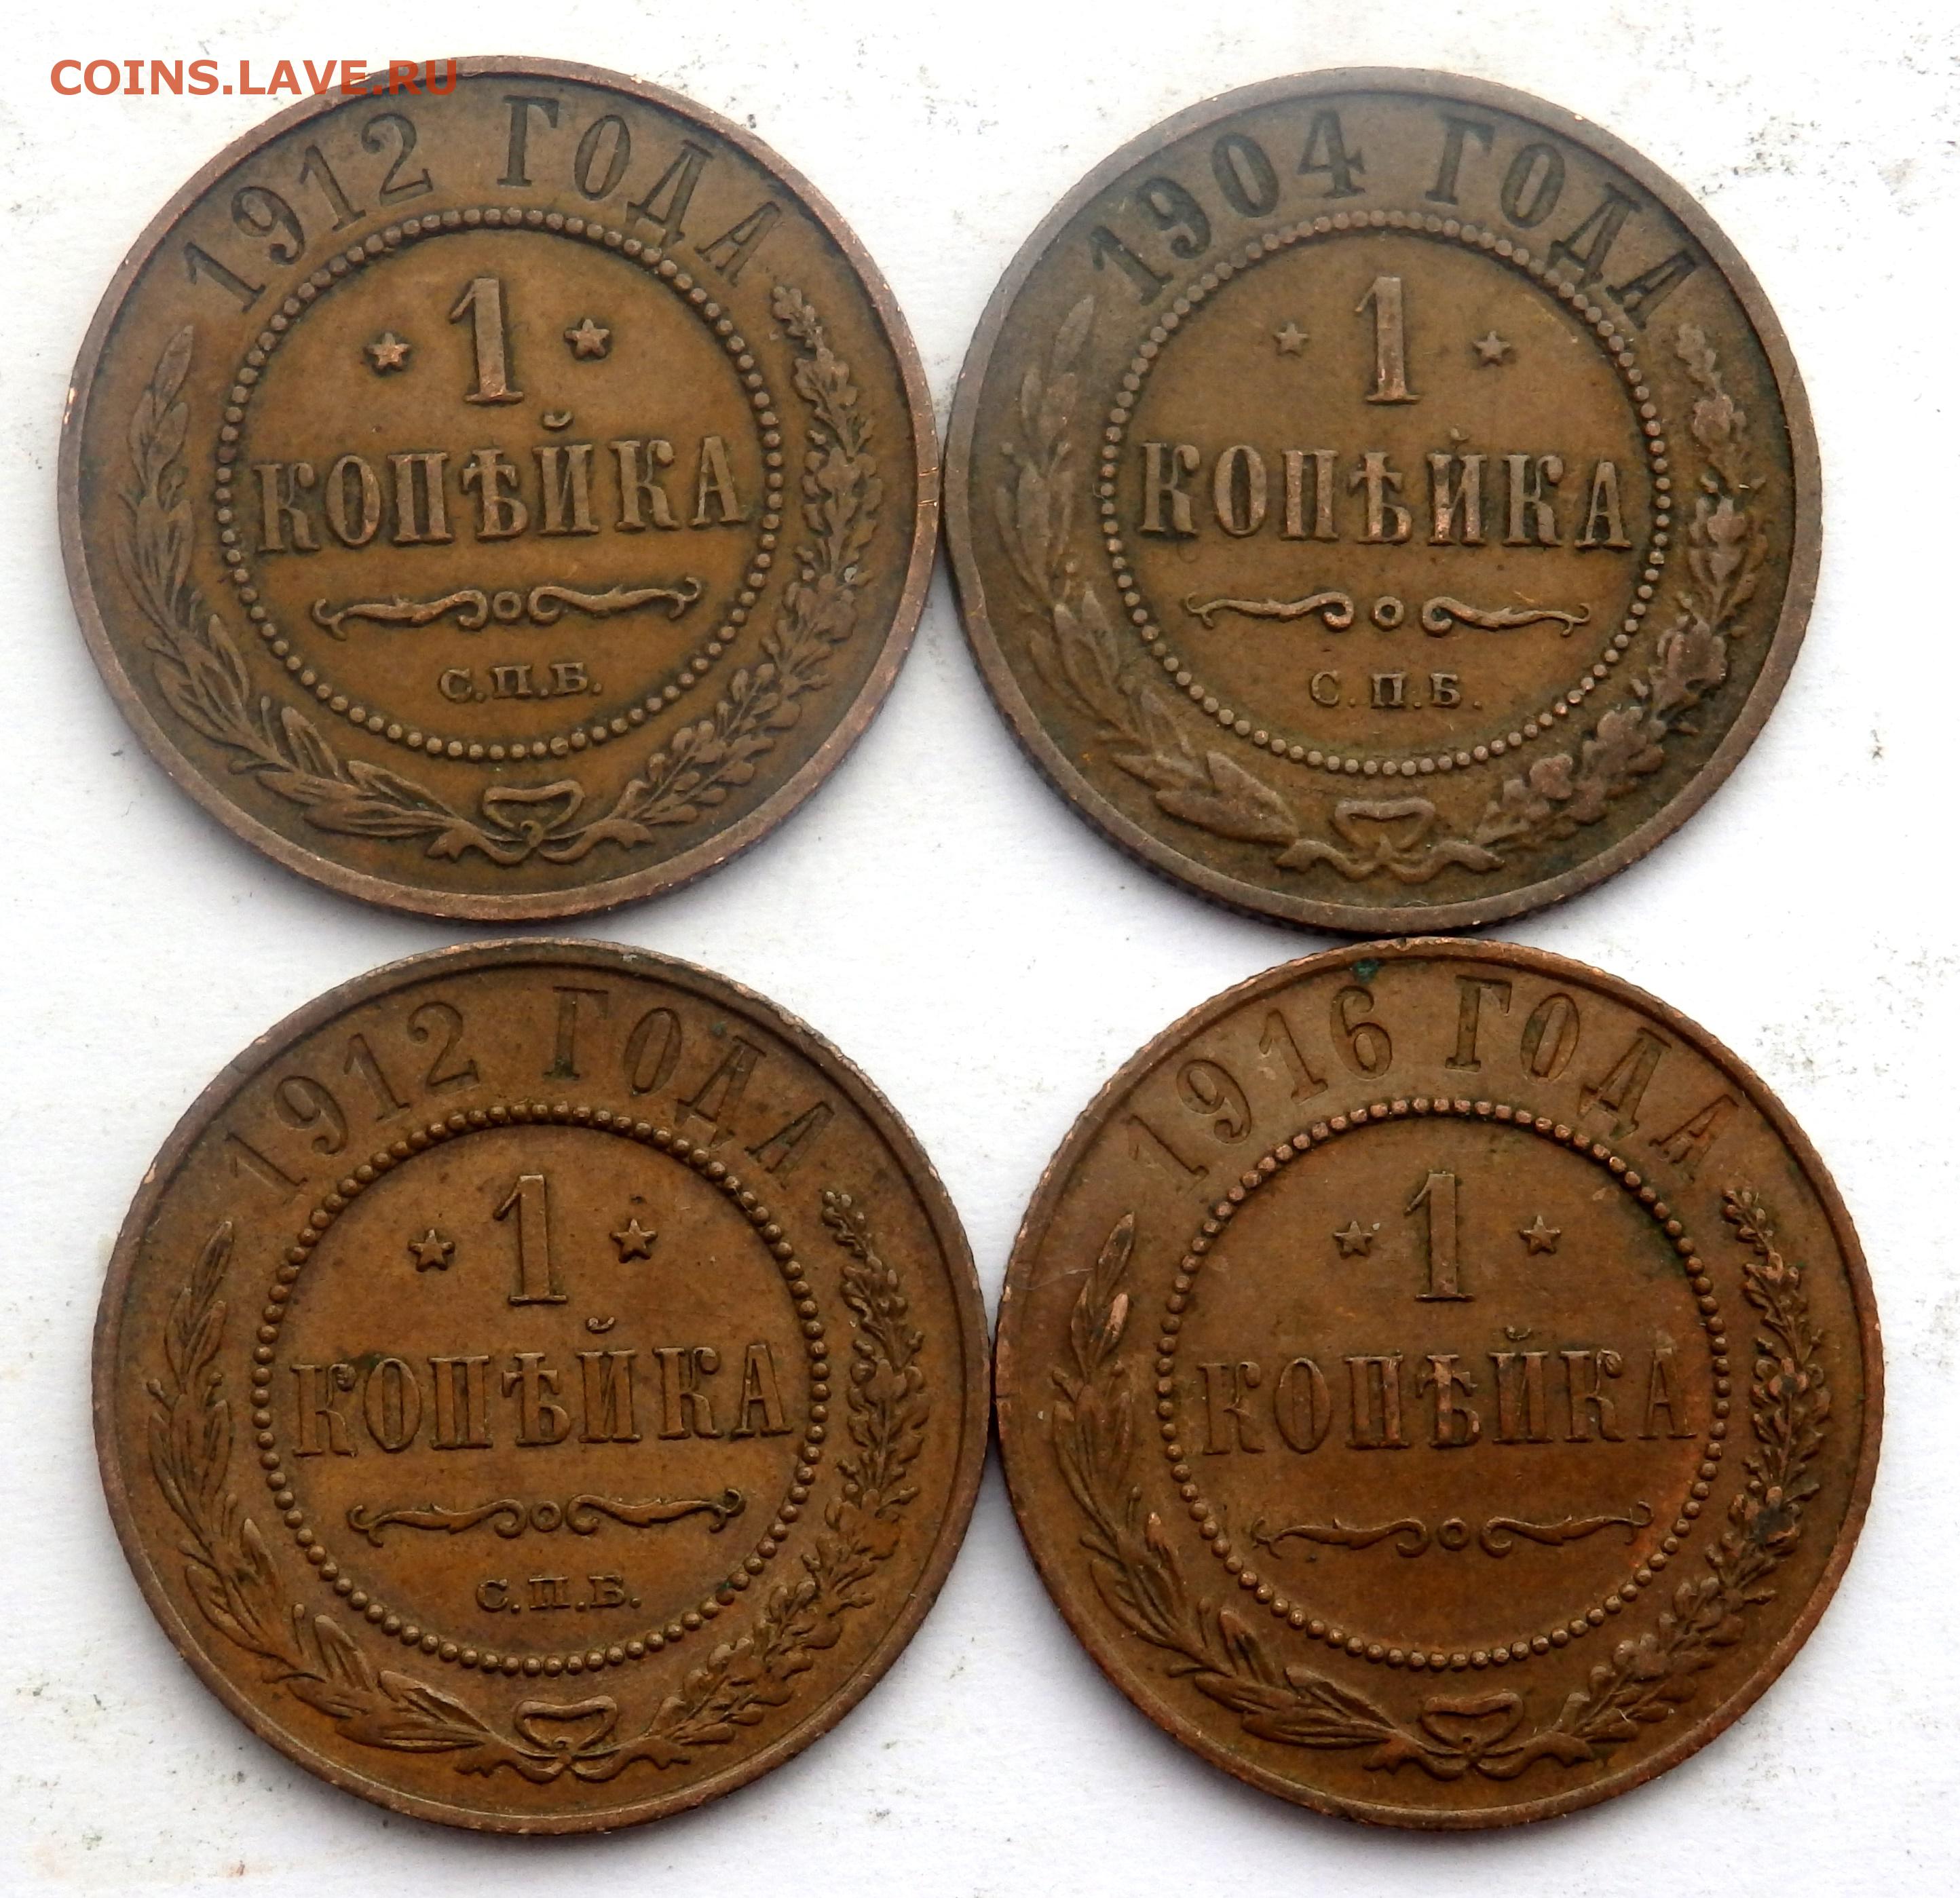 COINS.LAVE.RU
1912 ГОДА
1
КОПѢЙКА
С.П.Б.
1904 ГОДА
1
КОПѢЙКА
С.П.Б.
1912 ГОДА
1
КОПѢЙКА
С.П.Б.
1916 ГОДА
1
КОПѢЙКА